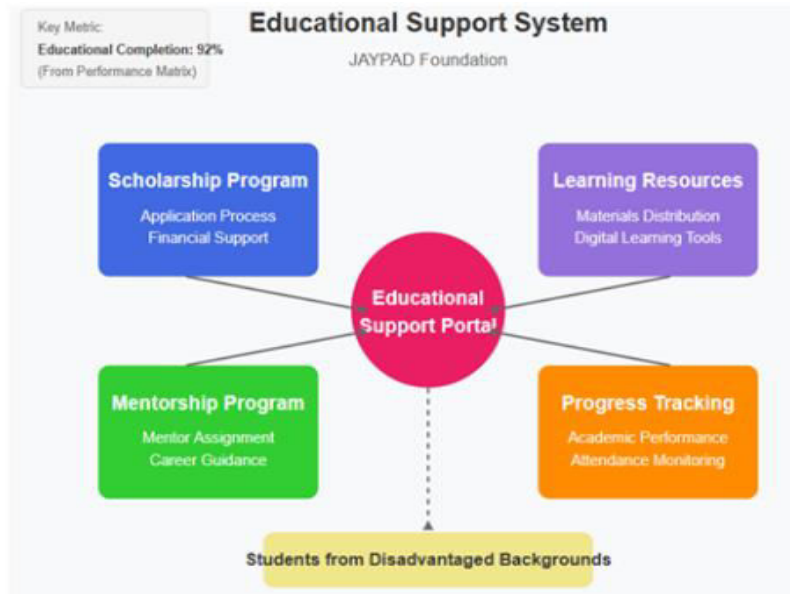 Key Metric:
Educational Completion: 92%
(From Performance Matrix)
Educational Support System
JAYPAD Foundation
Scholarship Program
Application Process
Financial Support
Learning Resources
Materials Distribution
Digital Learning Tools
Educational
Support Portal
Mentorship Program
Mentor Assignment
Career Guidance
Progress Tracking
Academic Performance
Attendance Monitoring
Students from Disadvantaged Backgrounds